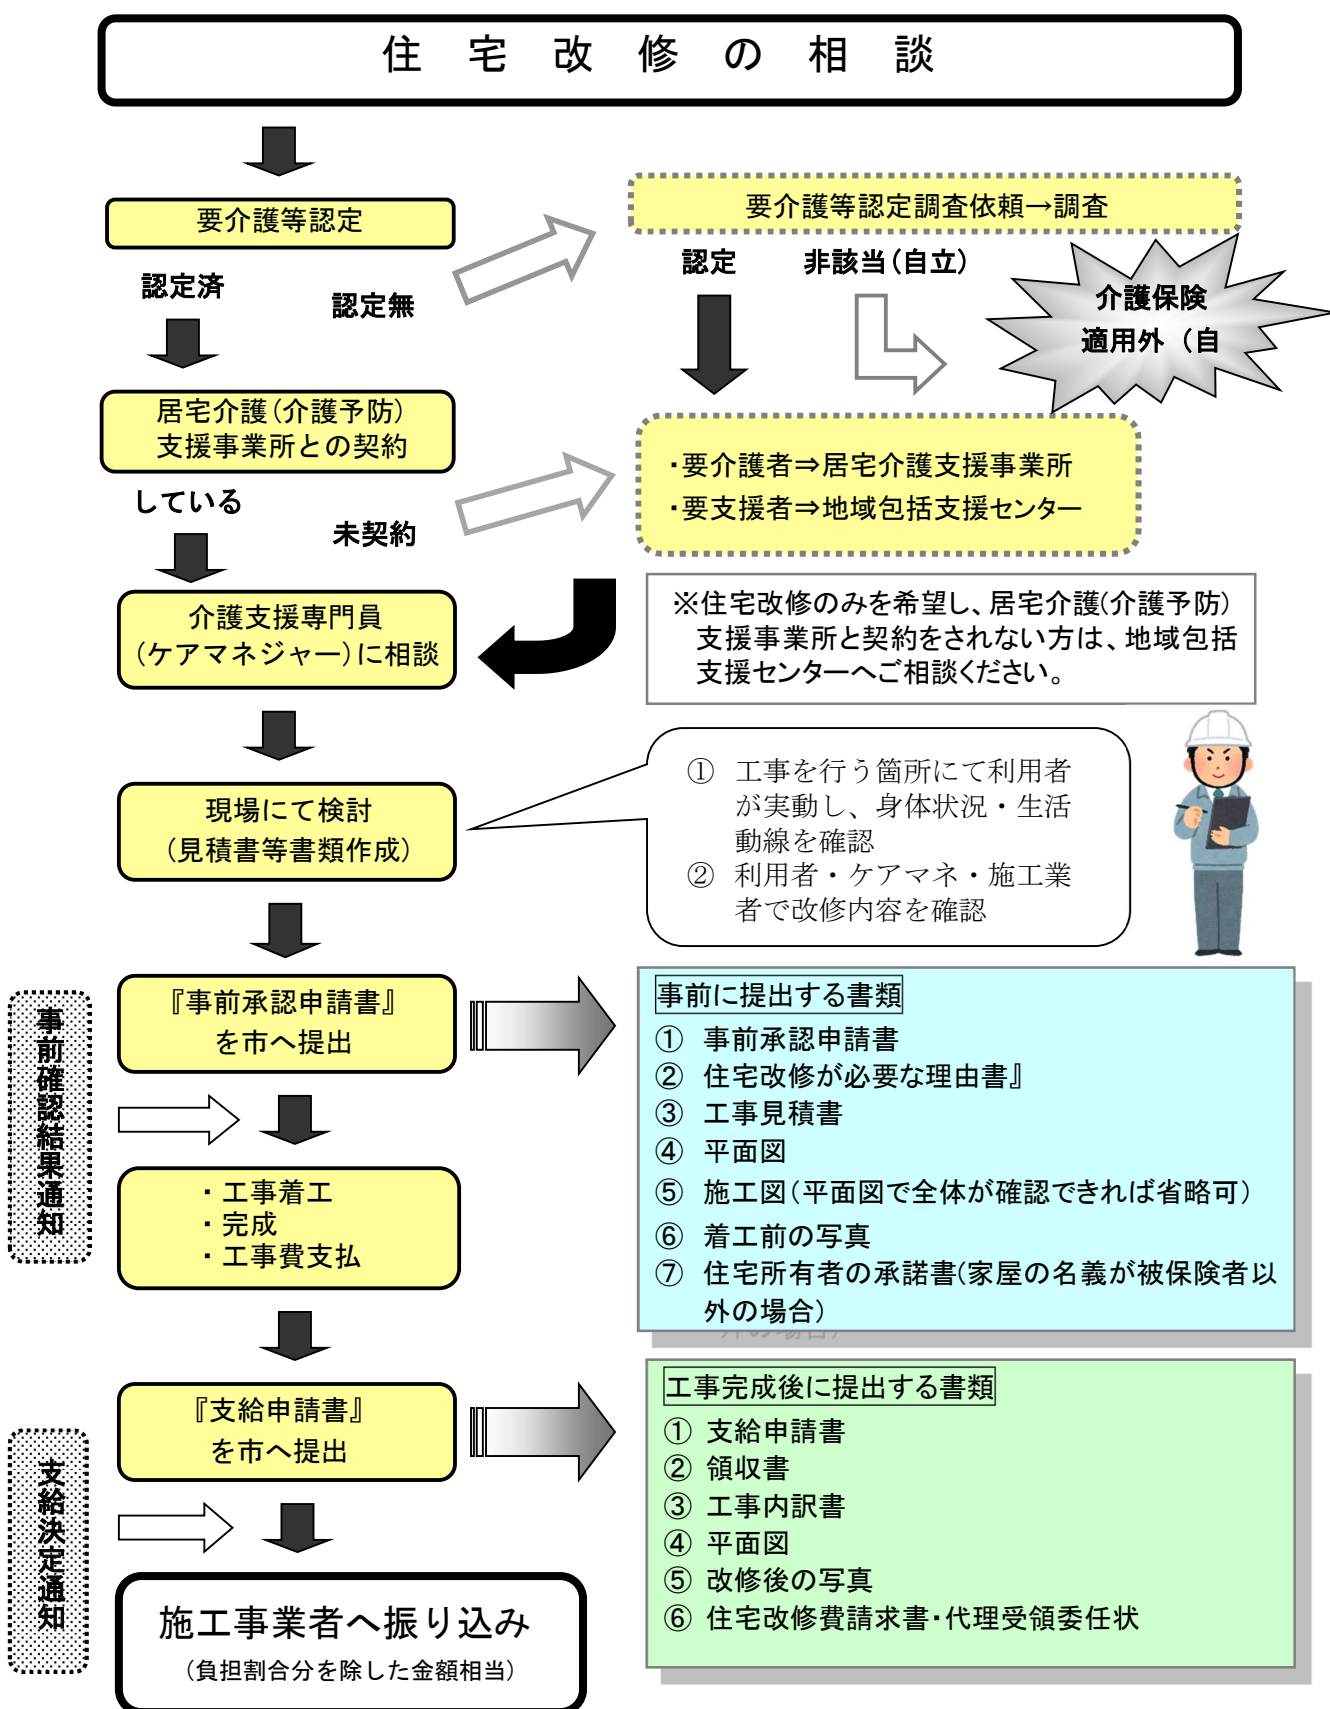 住宅改修の相談
要介護等認定
要介護等認定調査依頼→調査
認定済
認定無
認定
非該当(自立)
介護保険
適用外（自
居宅介護(介護予防)
支援事業所との契約
している
未契約
・要介護者⇒居宅介護支援事業所
・要支援者⇒地域包括支援センター
介護支援専門員
(ケアマネジャー)に相談
※住宅改修のみを希望し、居宅介護(介護予防)
支援事業所と契約をされない方は、地域包括
支援センターへご相談ください。
現場にて検討
(見積書等書類作成)
① 工事を行う箇所にて利用者
が実動し、身体状況・生活
動線を確認
② 利用者・ケアマネ・施工業
者で改修内容を確認
『事前承認申請書』
を市へ提出
事前確認結果通知
事前に提出する書類
① 事前承認申請書
② 住宅改修が必要な理由書』
③ 工事見積書
④ 平面図
⑤ 施工図(平面図で全体が確認できれば省略可)
⑥ 着工前の写真
⑦ 住宅所有者の承諾書(家屋の名義が被保険者以
外の場合)
・工事着工
・完成
・工事費支払
『支給申請書』
を市へ提出
支給決定通知
工事完成後に提出する書類
① 支給申請書
② 領収書
③ 工事内訳書
④ 平面図
⑤ 改修後の写真
⑥ 住宅改修費請求書・代理受領委任状
施工事業者へ振り込み
(負担割合分を除した金額相当)